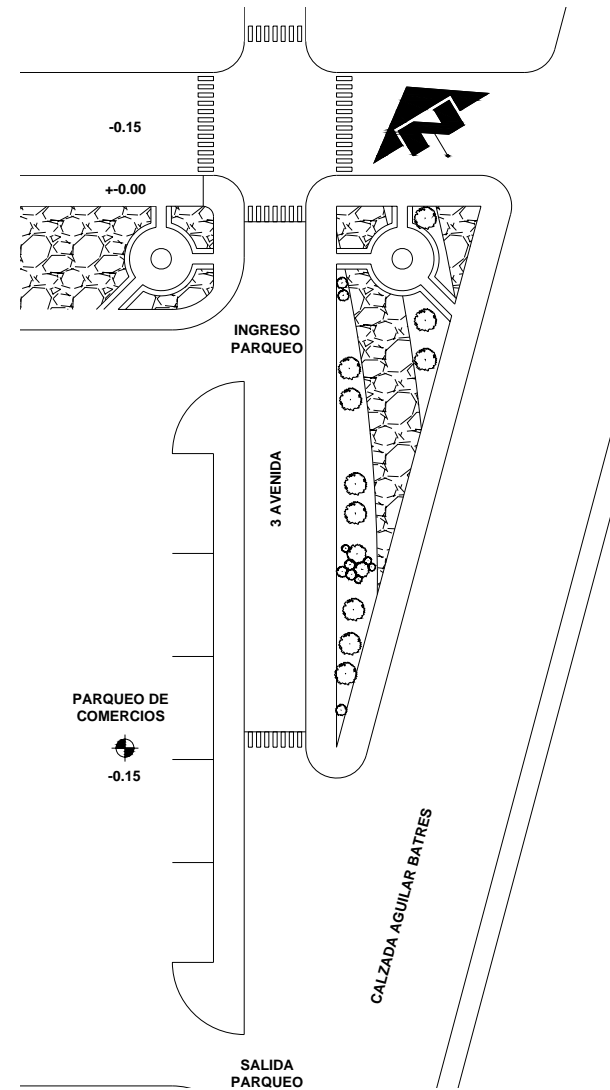 -0.15
N
+-0.00
INGRESO
PARQUEO
3 AVENIDA
PARQUEO DE
COMERCIOS
-0.15
CALZADA AGUILAR BATRES
SALIDA
PARQUEO